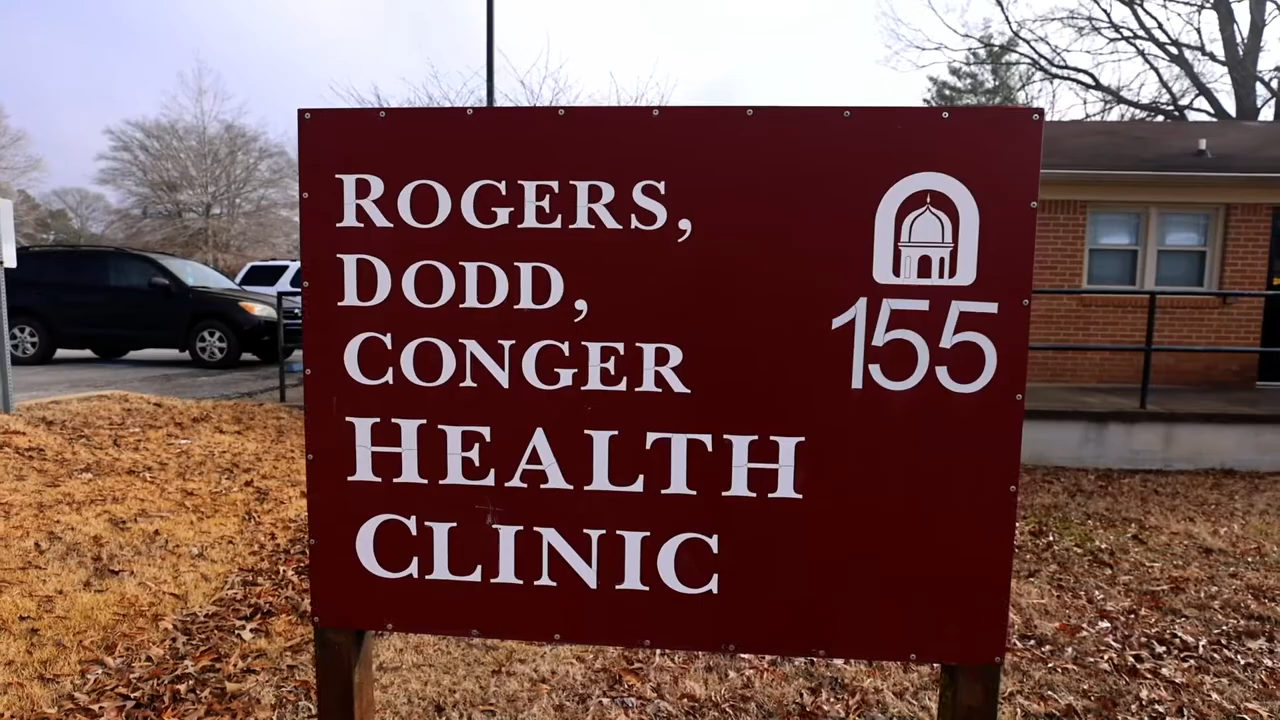 ROGERS,
DODD,
CONGER
HEALTH
CLINIC
155